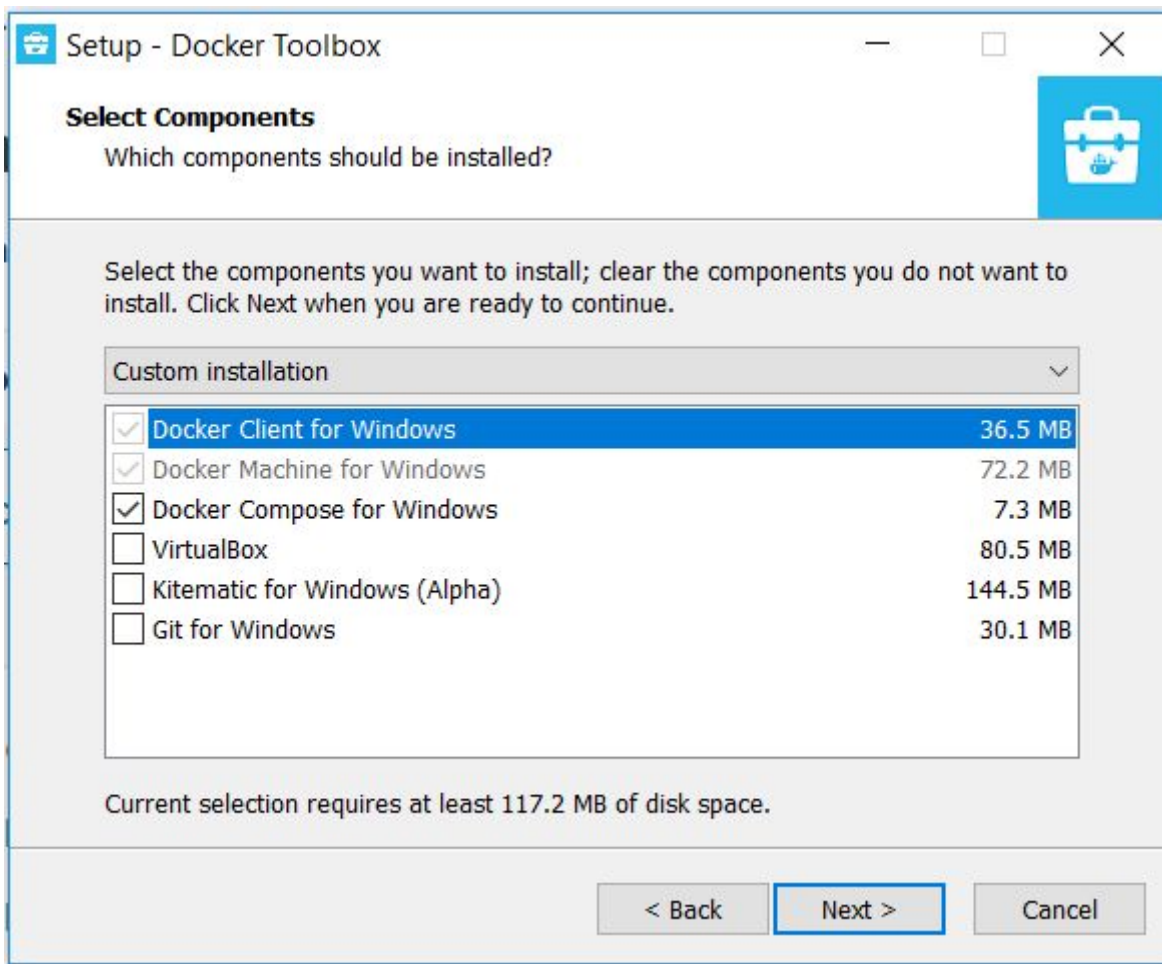 Setup - Docker Toolbox
Select Components
Which components should be installed?
Select the components you want to install; clear the components you do not want to
install. Click Next when you are ready to continue.
Custom installation
Docker Client for Windows 36.5 MB
Docker Machine for Windows 72.2 MB
Docker Compose for Windows 7.3 MB
VirtualBox 80.5 MB
Kitematic for Windows (Alpha) 144.5 MB
Git for Windows 30.1 MB
Current selection requires at least 117.2 MB of disk space.
< Back Next > Cancel